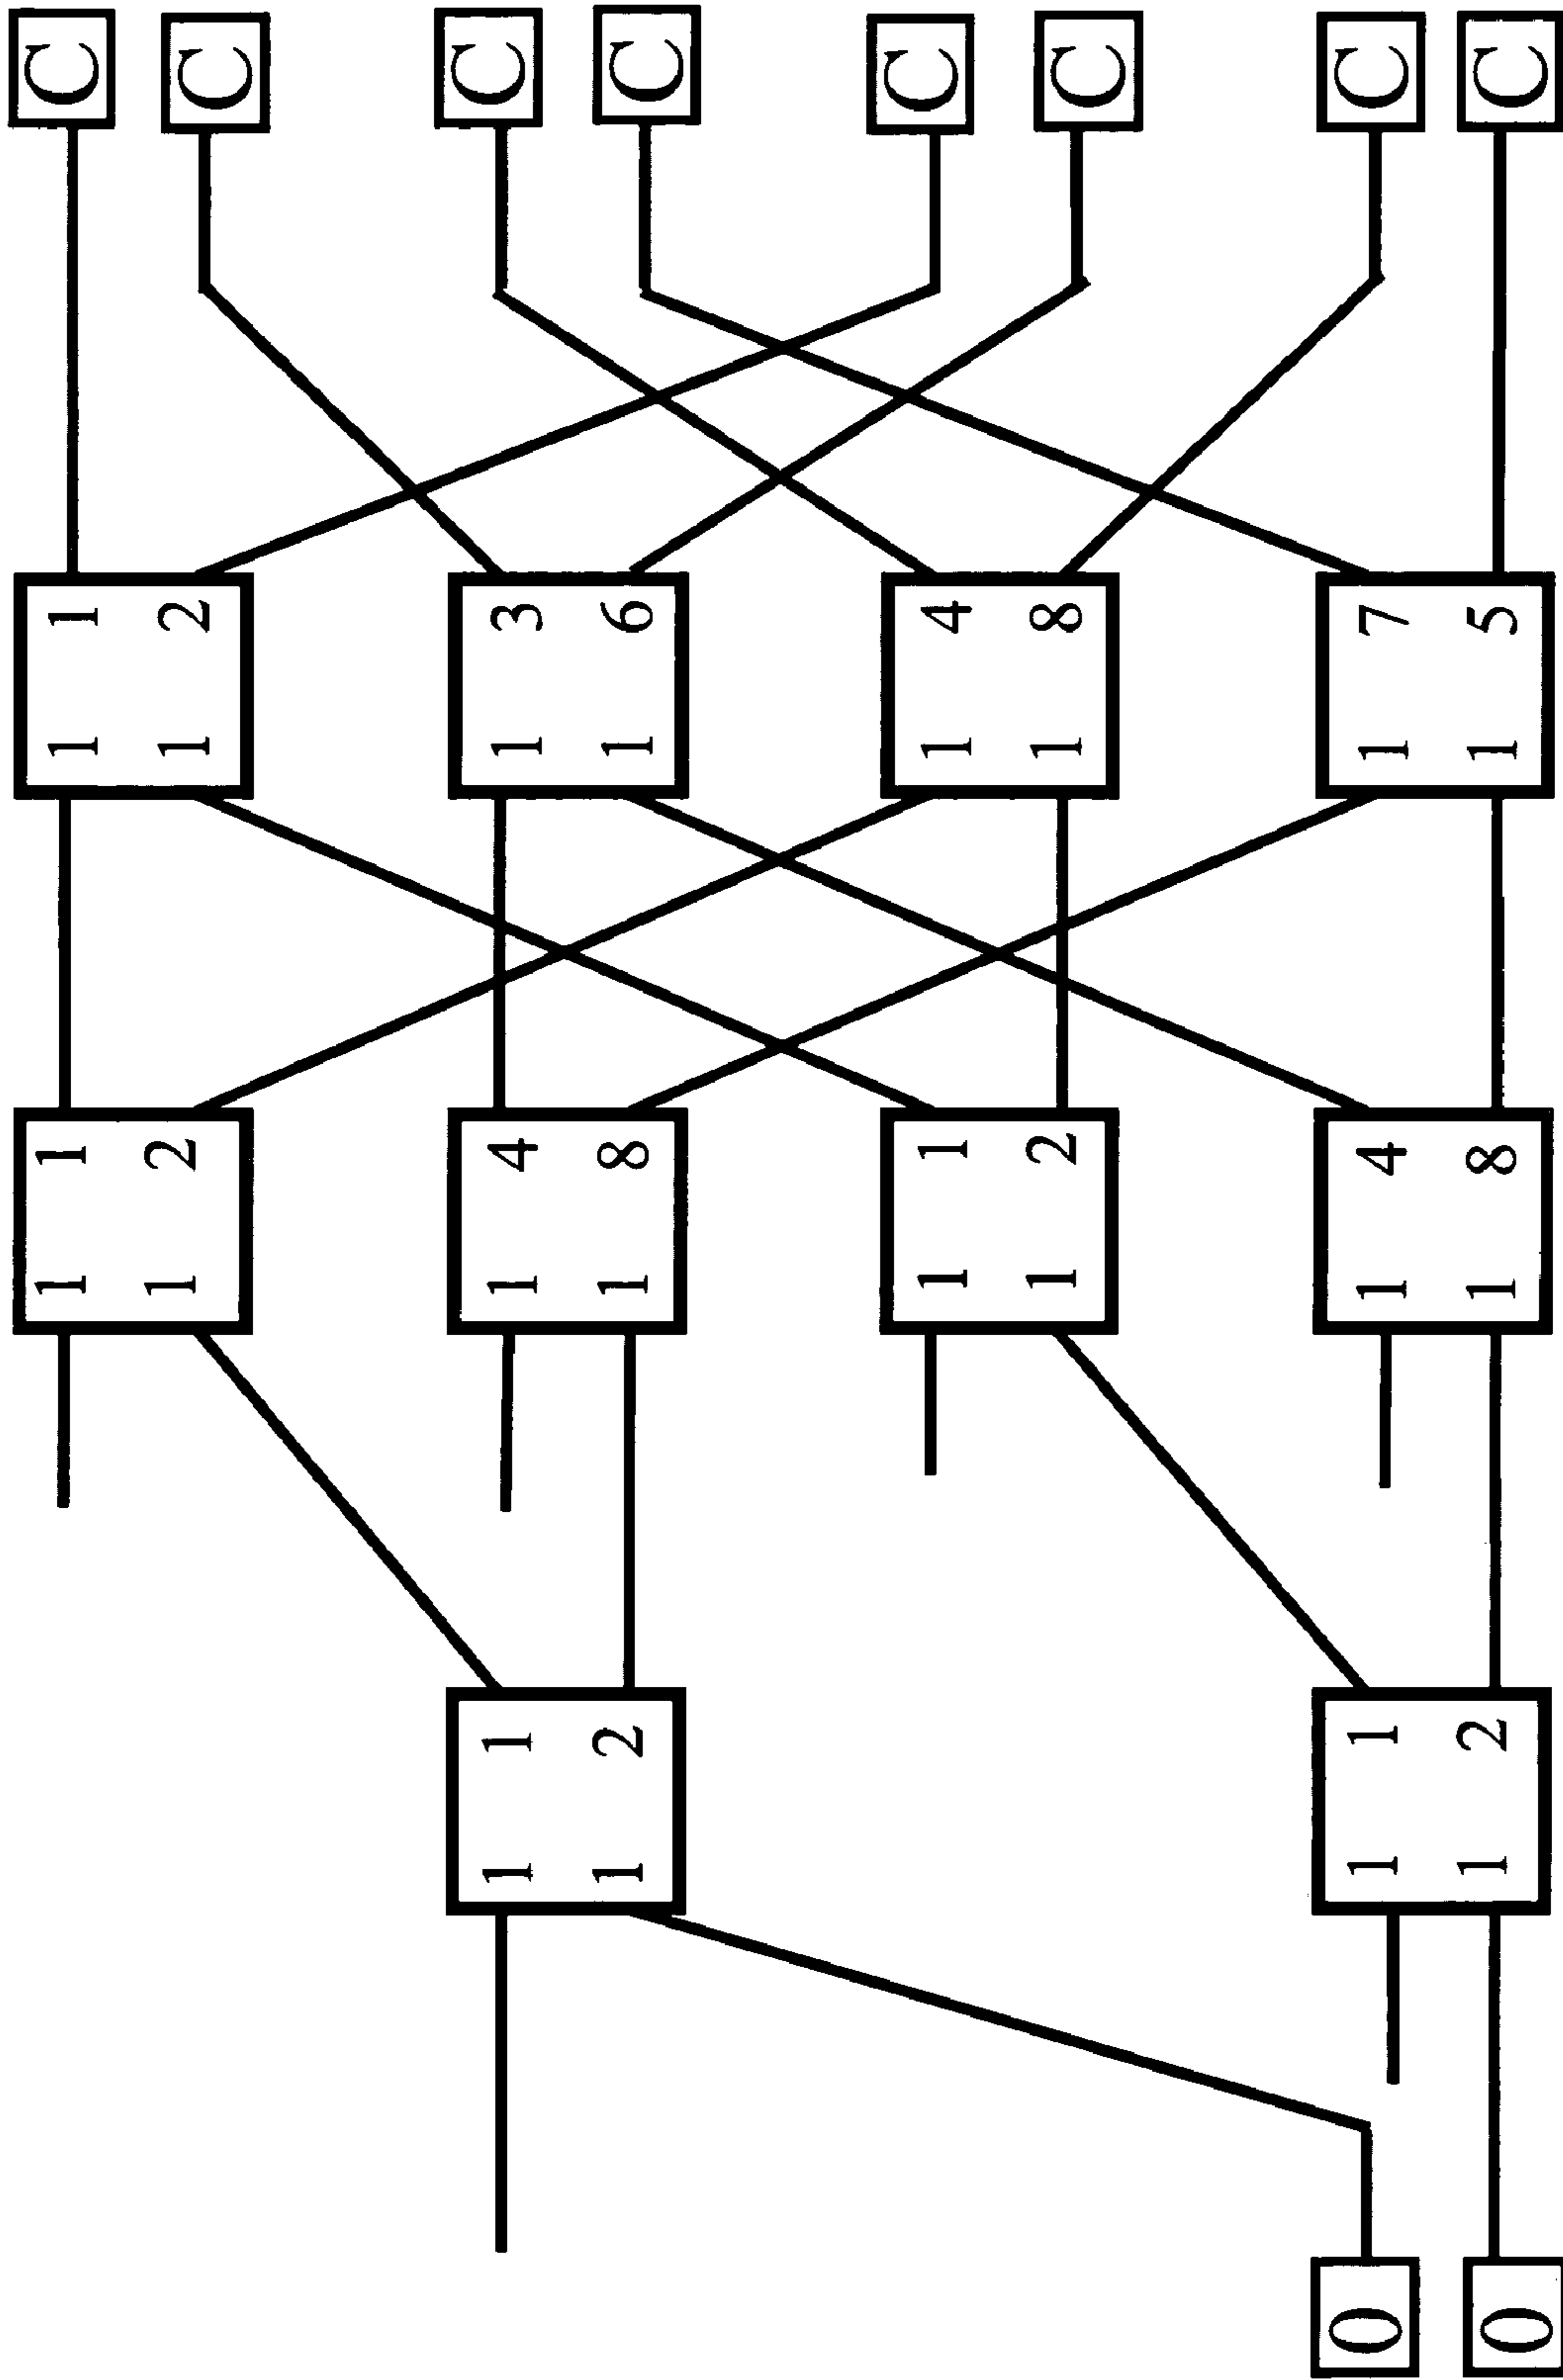 1 1 1 1 C
1 2 1 2 C
1 1 1 4 1 3 C
1 2 1 8 1 6 C
1 1 1 4 C
1 2 1 8 C
0 1 1 1 4 1 7 C
0 1 2 1 8 1 5 C